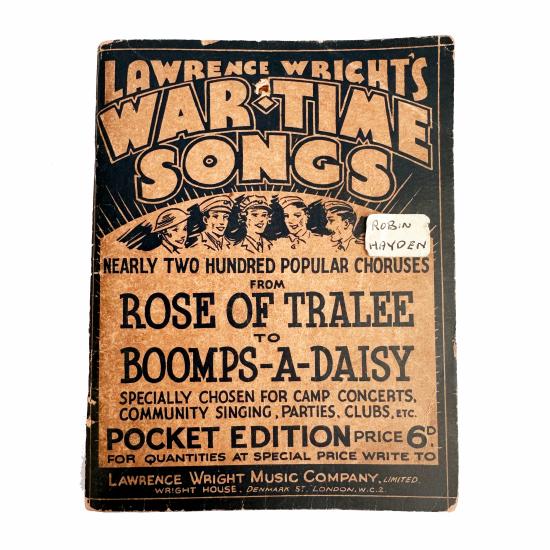 LAWRENCE WRIGHT'S
WAR-TIME
SONGS
ROBIN
HAYDEN
NEARLY TWO HUNDRED POPULAR CHORUSES
FROM
ROSE OF TRALEE
TO
BOOMPS-A-DAISY
SPECIALLY CHOSEN FOR CAMP CONCERTS,
COMMUNITY SINGING, PARTIES, CLUBS, ETC.
POCKET EDITION PRICE 6D.
FOR QUANTITIES AT SPECIAL PRICE WRITE TO
LAWRENCE WRIGHT MUSIC COMPANY, LIMITED.
WRIGHT HOUSE, DENMARK ST. LONDON, W.C.2.